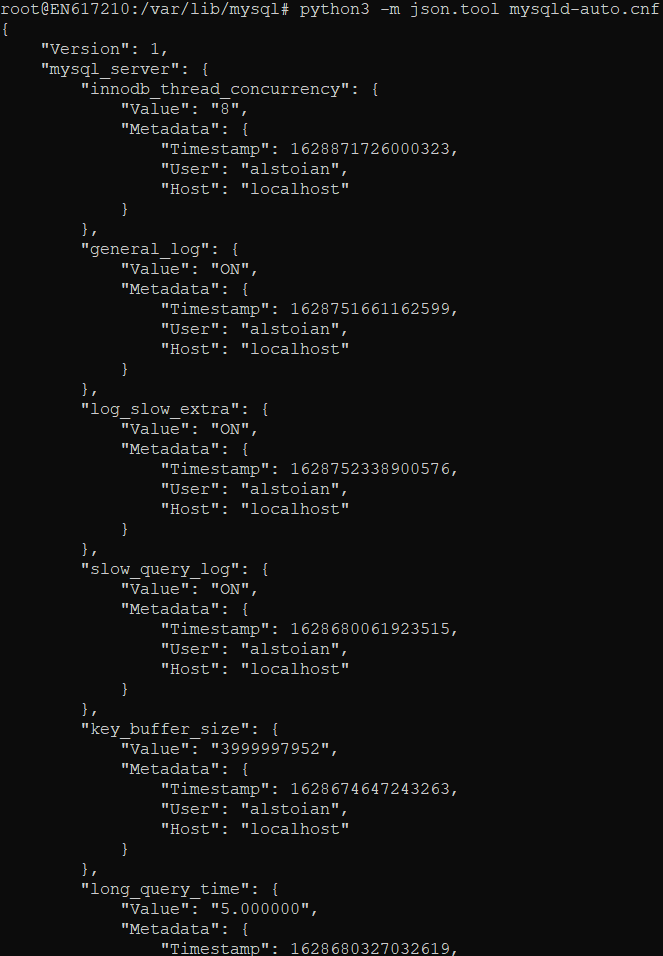 root@EN617210:/var/lib/mysql# python3 -m json.tool mysqld-auto.cnf
{
    "Version": 1,
    "mysql_server": {
        "innodb_thread_concurrency": {
            "Value": "8",
            "Metadata": {
                "Timestamp": 1628871726000323,
                "User": "alstoian",
                "Host": "localhost"
            }
        },
        "general_log": {
            "Value": "ON",
            "Metadata": {
                "Timestamp": 1628751661162599,
                "User": "alstoian",
                "Host": "localhost"
            }
        },
        "log_slow_extra": {
            "Value": "ON",
            "Metadata": {
                "Timestamp": 1628752338900576,
                "User": "alstoian",
                "Host": "localhost"
            }
        },
        "slow_query_log": {
            "Value": "ON",
            "Metadata": {
                "Timestamp": 1628680061923515,
                "User": "alstoian",
                "Host": "localhost"
            }
        },
        "key_buffer_size": {
            "Value": "3999997952",
            "Metadata": {
                "Timestamp": 1628674647243263,
                "User": "alstoian",
                "Host": "localhost"
            }
        },
        "long_query_time": {
            "Value": "5.000000",
            "Metadata": {
                "Timestamp": 1628680327032619,